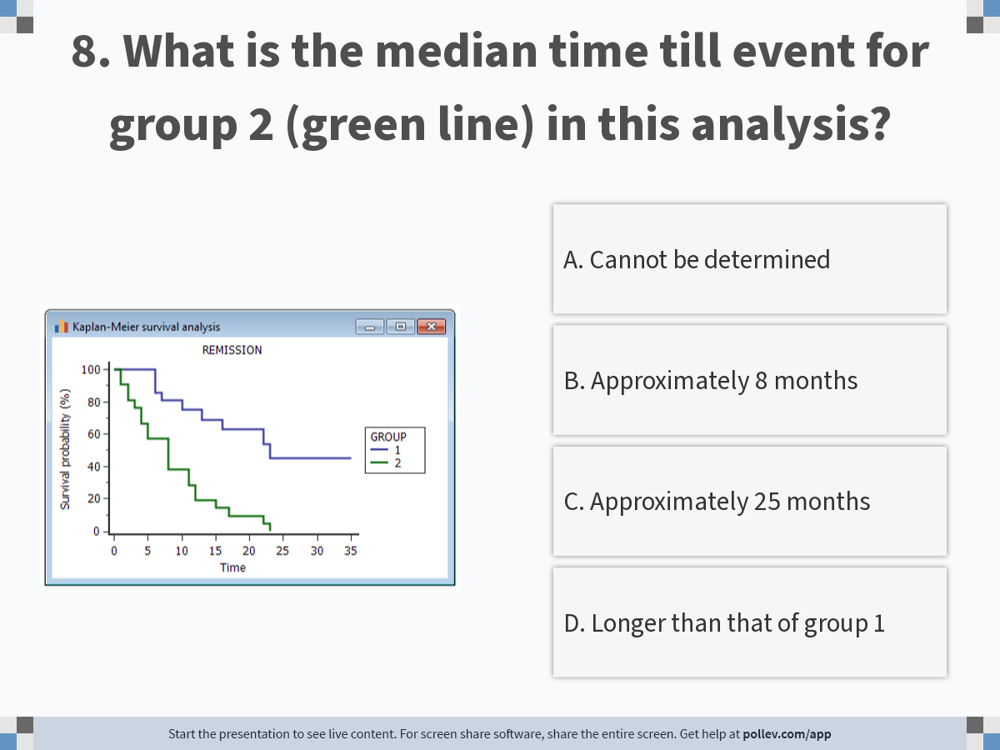 8. What is the median time till event for
group 2 (green line) in this analysis?
A. Cannot be determined
B. Approximately 8 months
C. Approximately 25 months
D. Longer than that of group 1
Kaplan-Meier survival analysis
REMISSION
Survival probability (%)
100
80
60
40
20
0
0 5 10 15 20 25 30 35
Time
GROUP
1
2
Start the presentation to see live content. For screen share software, share the entire screen. Get help at pollev.com/app